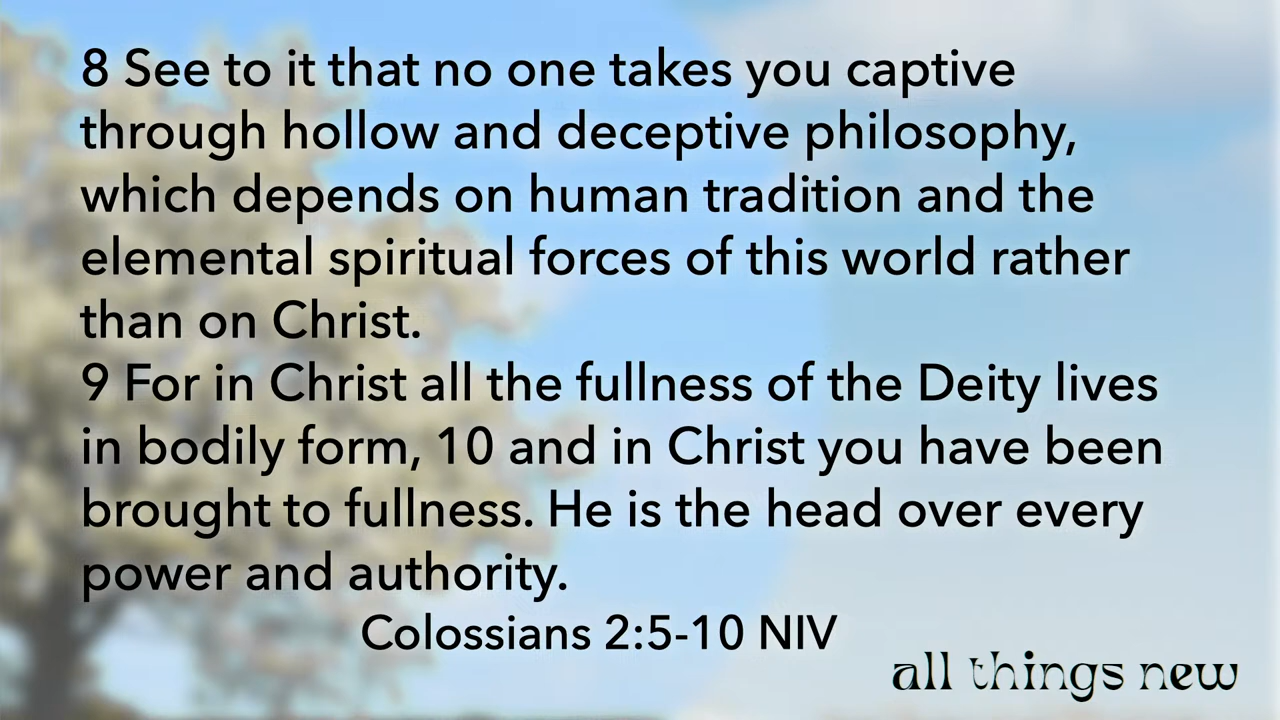 8 See to it that no one takes you captive
through hollow and deceptive philosophy,
which depends on human tradition and the
elemental spiritual forces of this world rather
than on Christ.
9 For in Christ all the fullness of the Deity lives
in bodily form, 10 and in Christ you have been
brought to fullness. He is the head over every
power and authority.
Colossians 2:5-10 NIV
all things new